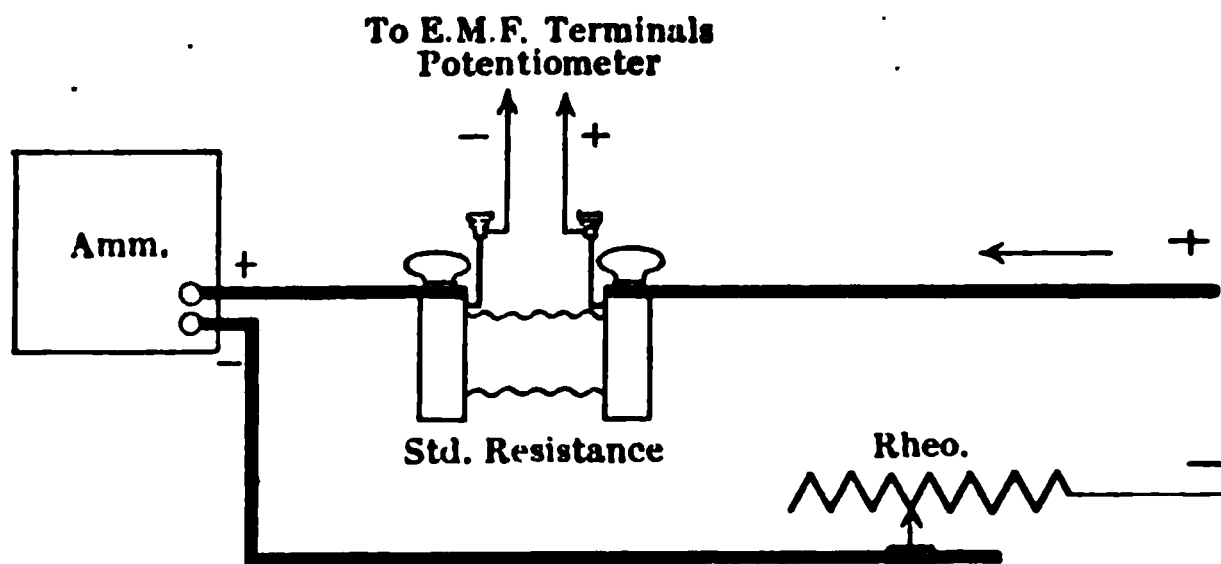 To E.M.F. Terminals
Potentiometer
−
+
Amm.
+
+
−
Std. Resistance
Rheo.
−